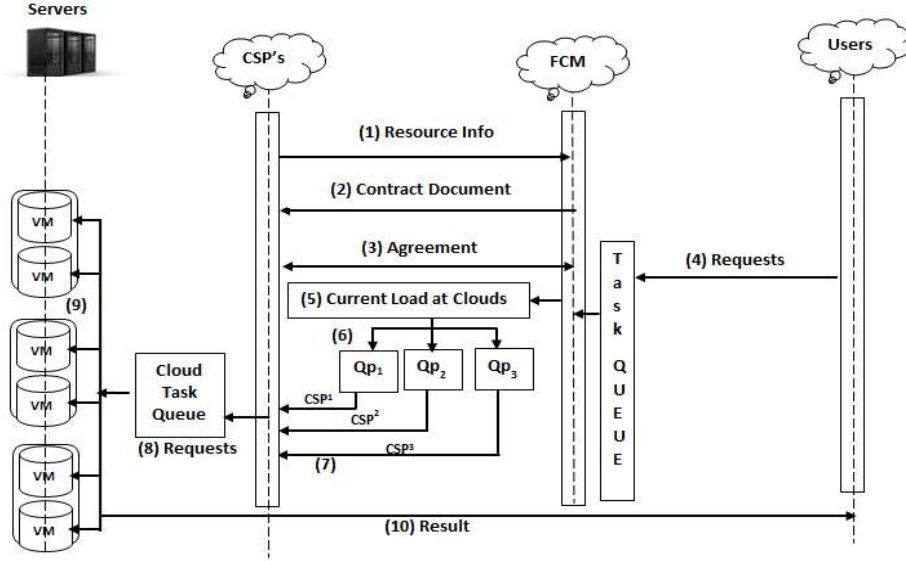 Servers
CSP's
FCM
Users
(1) Resource Info
(2) Contract Document
(3) Agreement
(4) Requests
Task QUEUE
(5) Current Load at Clouds
(6)
Qp1
Qp2
Qp3
CSP1
CSP2
CSP3
(7)
Cloud
Task
Queue
(8) Requests
VM
VM
(9)
VM
VM
VM
VM
(10) Result